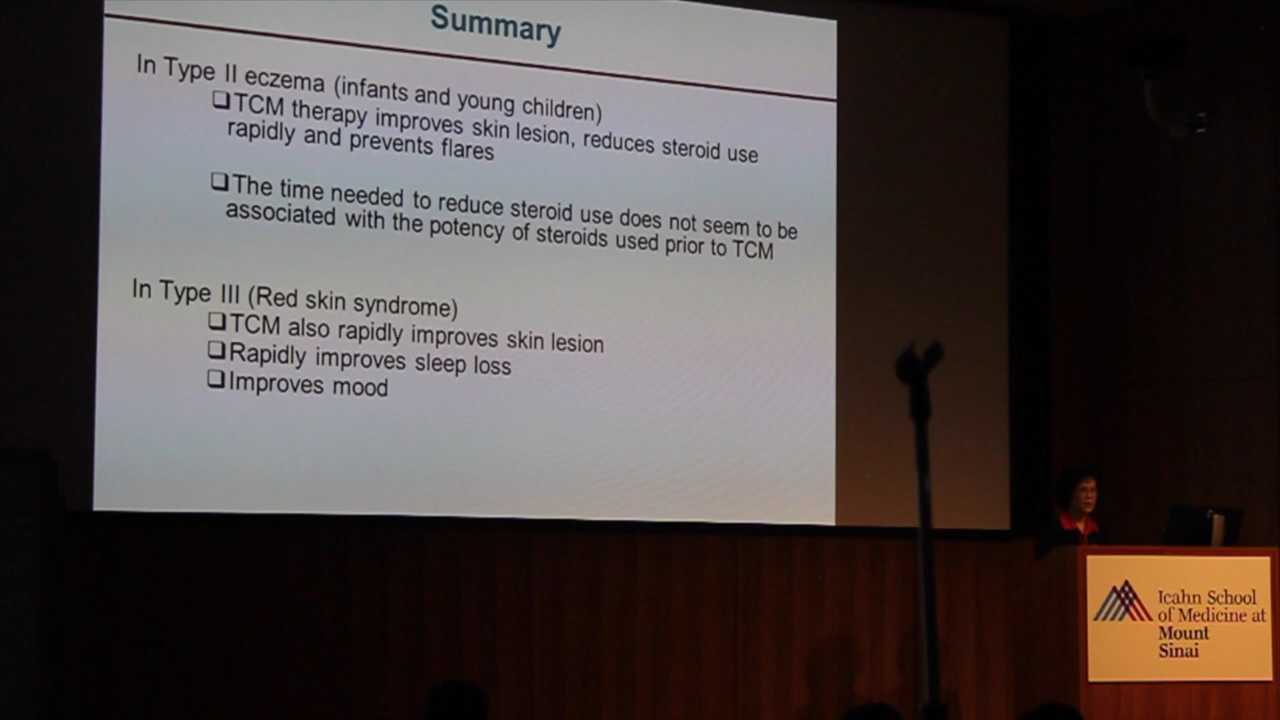 Summary
In Type II eczema (infants and young children)
❑TCM therapy improves skin lesion, reduces steroid use
rapidly and prevents flares
❑The time needed to reduce steroid use does not seem to be
associated with the potency of steroids used prior to TCM
In Type III (Red skin syndrome)
❑TCM also rapidly improves skin lesion
❑Rapidly improves sleep loss
❑Improves mood
Icahn School
of Medicine at
Mount
Sinai